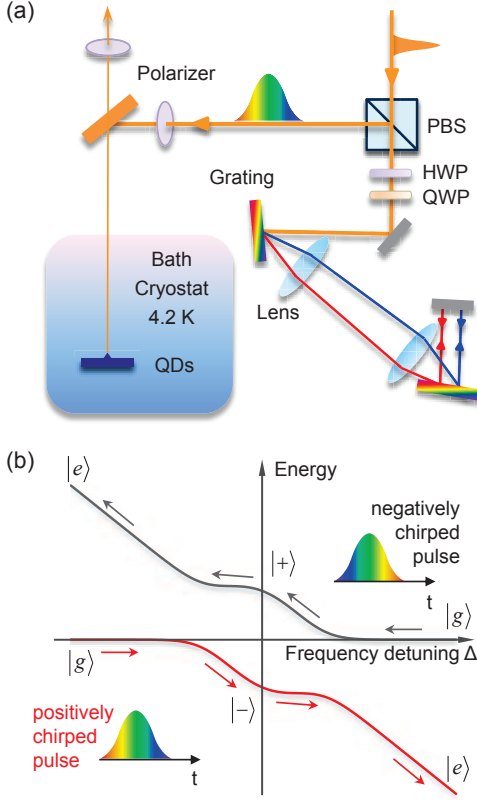 (a)
Polarizer
PBS
HWP
QWP
Grating
Bath
Cryostat
4.2 K
Lens
QDs
(b)
|e⟩
Energy
negatively
chirped
pulse
|+⟩
t
|g⟩
|g⟩
Frequency detuning Δ
|−⟩
positively
chirped
pulse
t
|e⟩